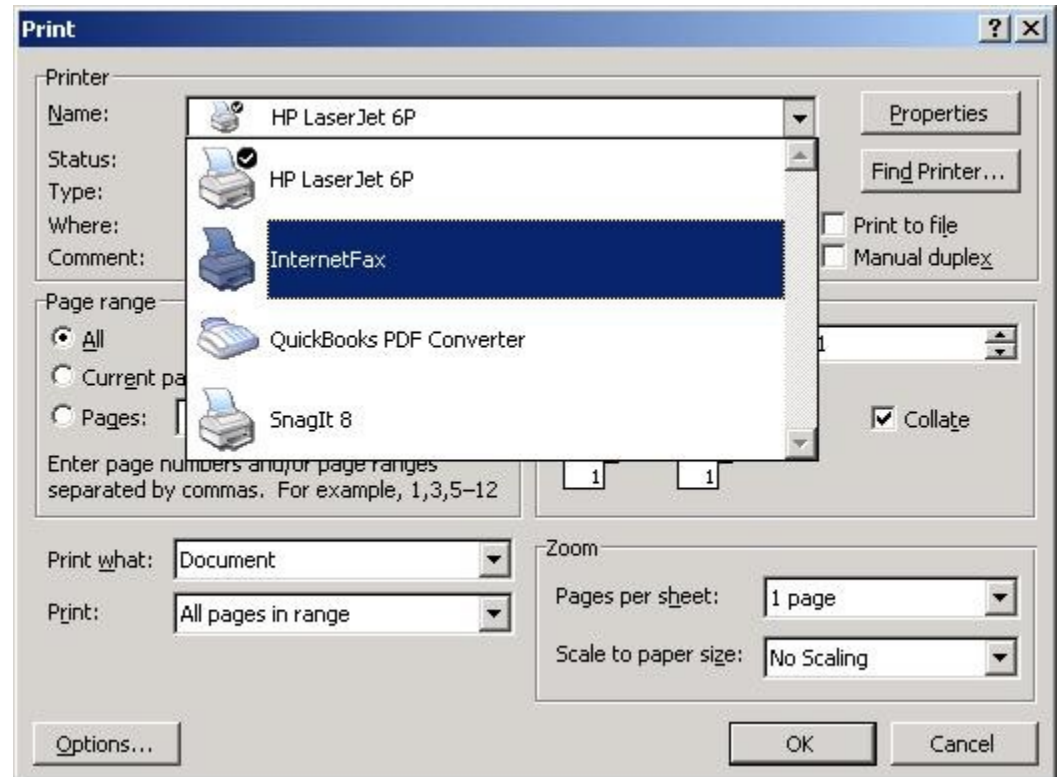 Print
Printer
Name:
HP LaserJet 6P
Properties
Status:
HP LaserJet 6P
Find Printer...
Type:
Where:
InternetFax
Print to file
Comment:
Manual duplex
Page range
All
QuickBooks PDF Converter
1
Current pa
Pages:
SnagIt 8
Collate
Enter page numbers and/or page ranges
separated by commas. For example, 1,3,5–12
1
1
Print what:
Document
Zoom
Pages per sheet:
1 page
Print:
All pages in range
Scale to paper size:
No Scaling
Options...
OK
Cancel